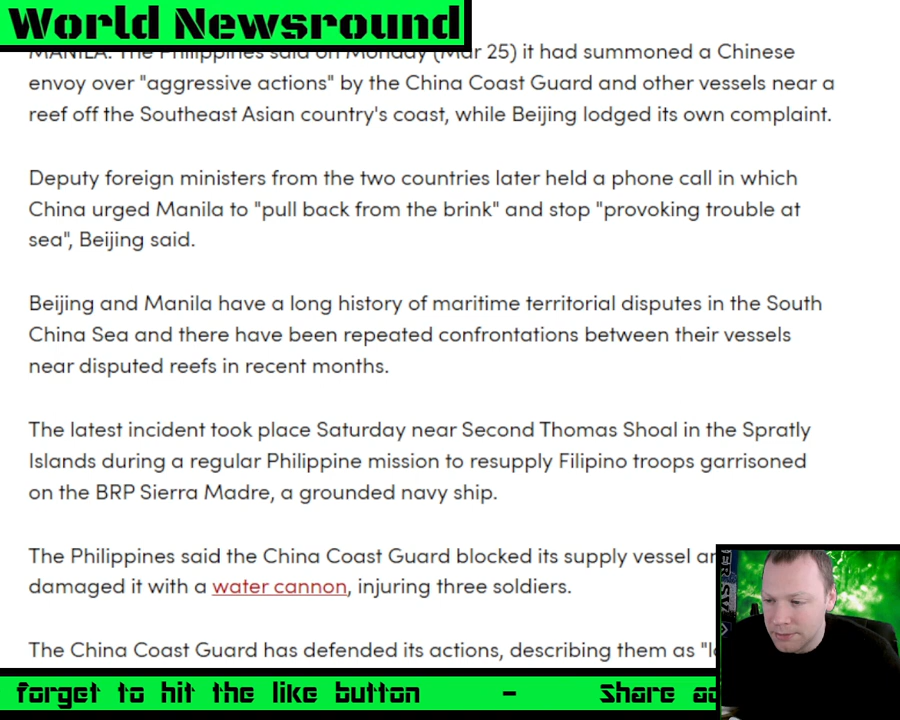 World Newsround
MANILA: The Philippines said on Monday (Mar 25) it had summoned a Chinese
envoy over "aggressive actions" by the China Coast Guard and other vessels near a
reef off the Southeast Asian country's coast, while Beijing lodged its own complaint.
Deputy foreign ministers from the two countries later held a phone call in which
China urged Manila to "pull back from the brink" and stop "provoking trouble at
sea", Beijing said.
Beijing and Manila have a long history of maritime territorial disputes in the South
China Sea and there have been repeated confrontations between their vessels
near disputed reefs in recent months.
The latest incident took place Saturday near Second Thomas Shoal in the Spratly
Islands during a regular Philippine mission to resupply Filipino troops garrisoned
on the BRP Sierra Madre, a grounded navy ship.
The Philippines said the China Coast Guard blocked its supply vessel
damaged it with a water cannon, injuring three soldiers.
The China Coast Guard has defended its actions, describing them as
forget to hit the like button - Share